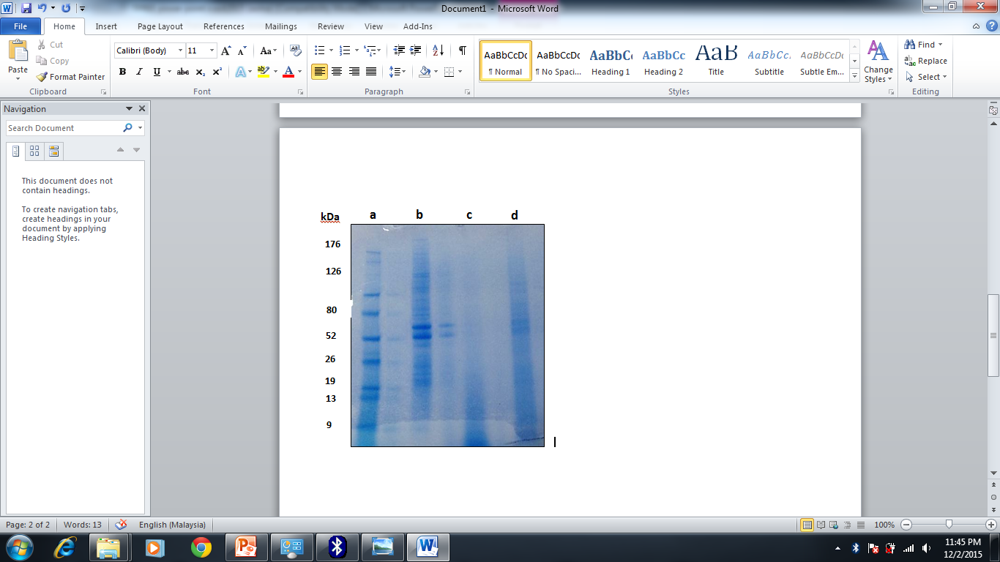 Document1 - Microsoft Word
File Home Insert Page Layout References Mailings Review View Add-Ins
Paste
Cut
Copy
Format Painter
Clipboard
Calibri (Body) 11
Font
Paragraph
AaBbCcDc AaBbCcDc AaBbCc AaBbCc AaB AaBbCc. AaBbCcDc
¶ Normal ¶ No Spaci... Heading 1 Heading 2 Title Subtitle Subtle Em...
Change
Styles
Styles
Find
Replace
Select
Editing
Navigation
Search Document
This document does not
contain headings.
To create navigation tabs,
create headings in your
document by applying
Heading Styles.
kDa a b c d
176
126
80
52
26
19
13
9
Page: 2 of 2 Words: 13 English (Malaysia) 100%
11:45 PM
12/2/2015